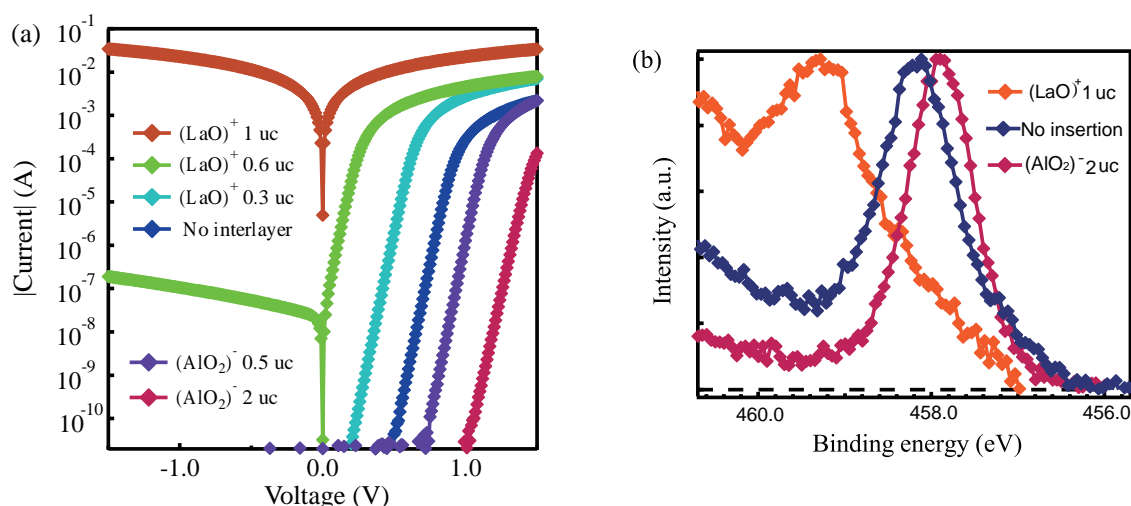 (a)
10⁻¹
10⁻²
10⁻³
10⁻⁴
10⁻⁵
10⁻⁶
10⁻⁷
10⁻⁸
10⁻⁹
10⁻¹⁰
|Current| (A)
(LaO)⁺ 1 uc
(LaO)⁺ 0.6 uc
(LaO)⁺ 0.3 uc
No interlayer
(AlO₂)⁻ 0.5 uc
(AlO₂)⁻ 2 uc
-1.0 0.0 1.0
Voltage (V)
(b)
(LaO)⁺ 1 uc
No insertion
(AlO₂)⁻ 2 uc
Intensity (a.u.)
460.0 458.0 456.0
Binding energy (eV)